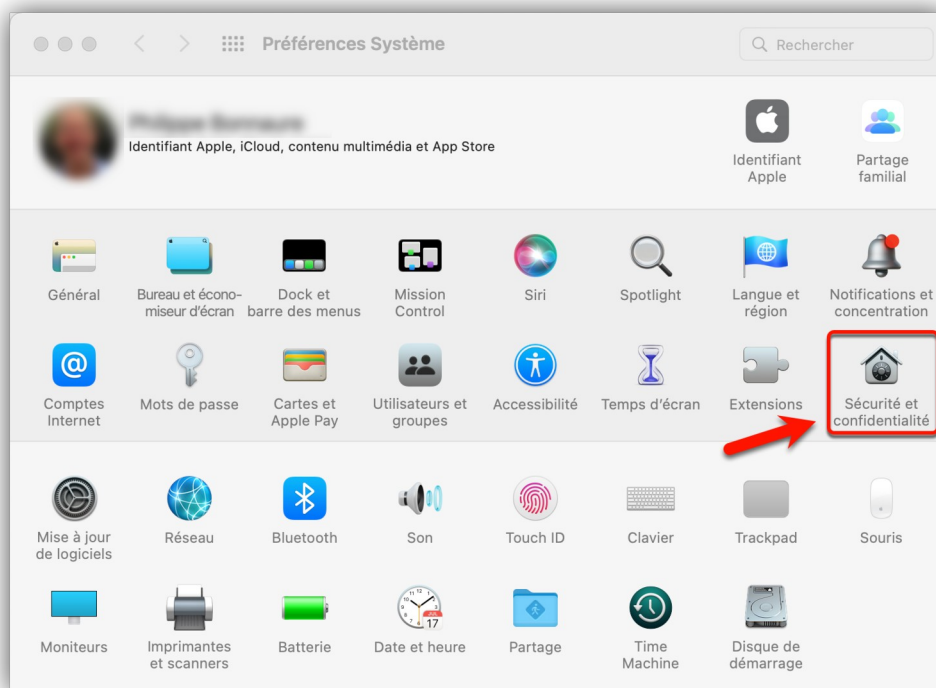 Préférences Système
Rechercher
Identifiant Apple, iCloud, contenu multimédia et App Store
Identifiant
Apple
Partage
familial
Général
Bureau et écono-
miseur d'écran
Dock et
barre des menus
Mission
Control
Siri
Spotlight
Langue et
région
Notifications et
concentration
Comptes
Internet
Mots de passe
Cartes et
Apple Pay
Utilisateurs et
groupes
Accessibilité
Temps d'écran
Extensions
Sécurité et
confidentialité
Mise à jour
de logiciels
Réseau
Bluetooth
Son
Touch ID
Clavier
Trackpad
Souris
Moniteurs
Imprimantes
et scanners
Batterie
JUL
17
Date et heure
Partage
Time
Machine
Disque de
démarrage